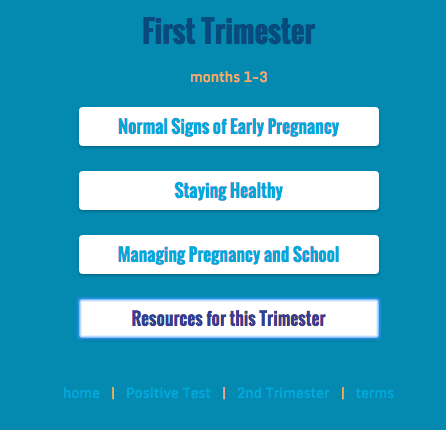 First Trimester
months 1-3
Normal Signs of Early Pregnancy
Staying Healthy
Managing Pregnancy and School
Resources for this Trimester
home | Positive Test | 2nd Trimester | terms